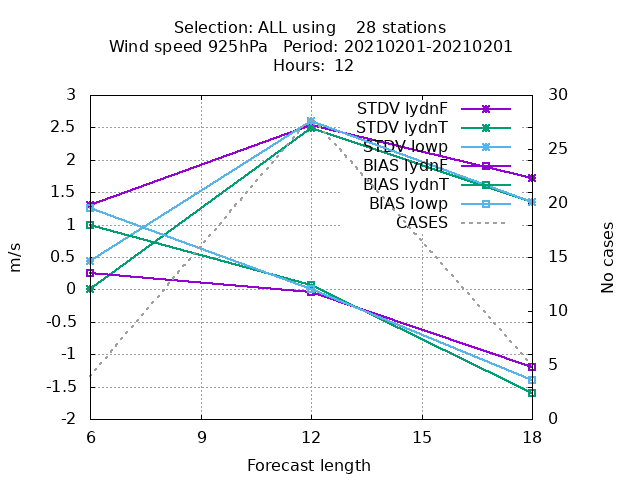 Selection: ALL using    28 stations
Wind speed 925hPa   Period: 20210201-20210201
Hours: 12
3
2.5
2
1.5
1
0.5
0
-0.5
-1
-1.5
-2
m/s
STDV lydnF
STDV lydnT
STDV lowp
BIAS lydnF
BIAS lydnT
BIAS lowp
CASES
30
25
20
15
10
5
0
No cases
6
9
12
15
18
Forecast length